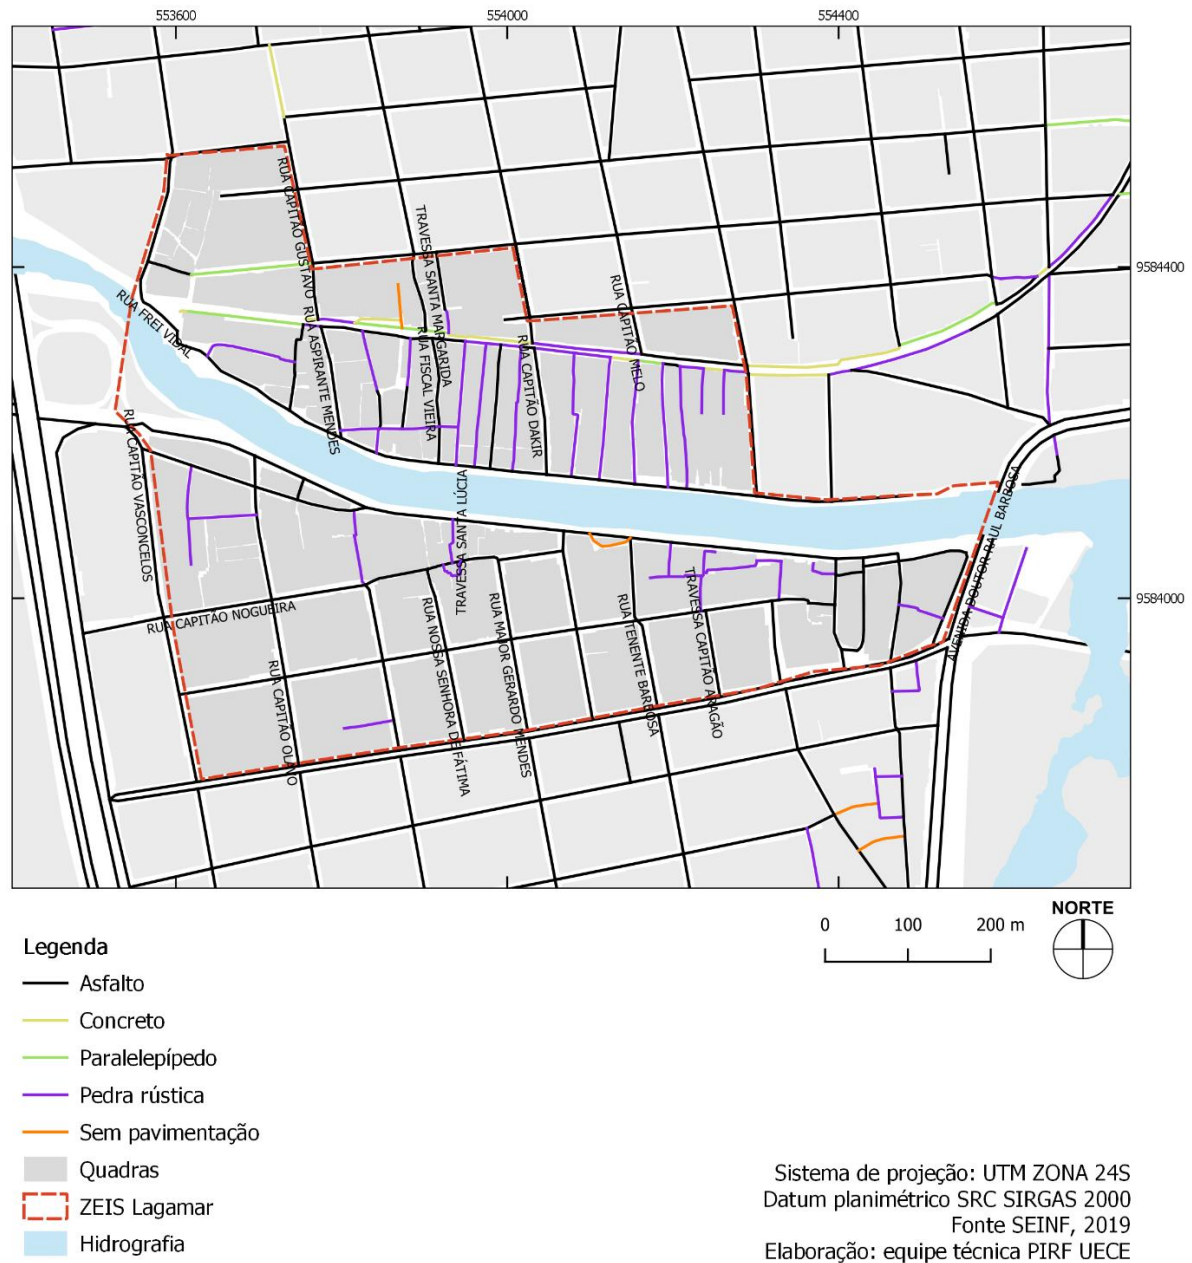 553600
554000
554400
9584400
9584000
RUA CAPITÃO GUSTAVO
TRAVESSA SANTA MARGARIDA
RUA CAPITÃO MELO
RUA FREI VIDAL
RUA ASPIRANTE MENDES
RUA FISCAL VIEIRA
RUA CAPITÃO DAKIR
RUA CAPITÃO VASCONCELOS
TRAVESSA SANTA LÚCIA
AVENIDA DOUTOR RAUL BARBOSA
RUA CAPITÃO NOGUEIRA
RUA NOSSA SENHORA DE FÁTIMA
RUA MAJOR GERARDO MENDES
RUA TENENTE BARBOSA
TRAVESSA CAPITÃO ARAGÃO
RUA CAPITÃO OLAVO
NORTE
0 100 200 m
Legenda
Asfalto
Concreto
Paralelepípedo
Pedra rústica
Sem pavimentação
Quadras
ZEIS Lagamar
Hidrografia
Sistema de projeção: UTM ZONA 24S
Datum planimétrico SRC SIRGAS 2000
Fonte SEINF, 2019
Elaboração: equipe técnica PIRF UECE